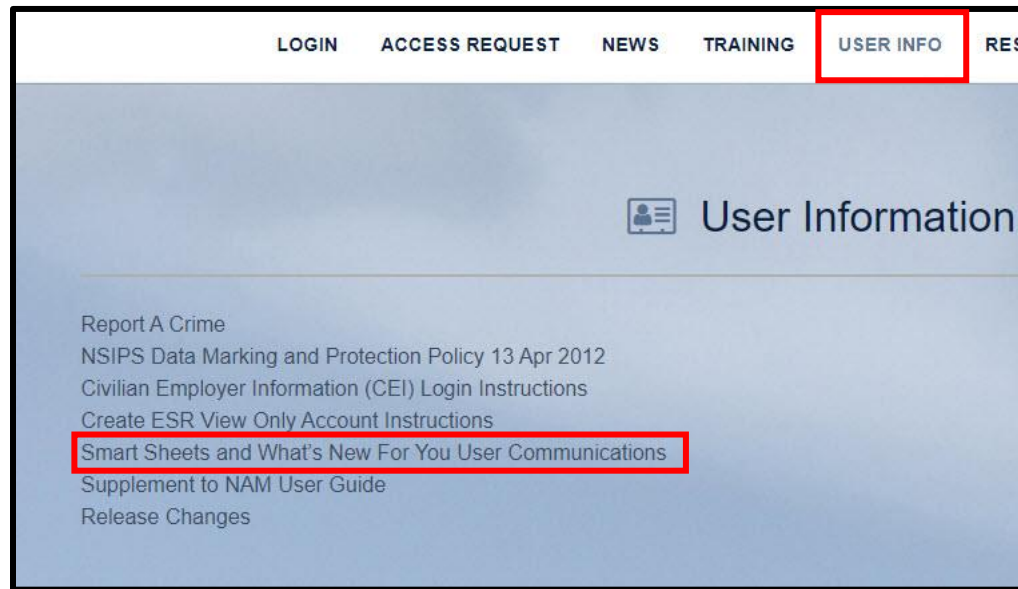 LOGIN ACCESS REQUEST NEWS TRAINING USER INFO RES
User Information
Report A Crime
NSIPS Data Marking and Protection Policy 13 Apr 2012
Civilian Employer Information (CEI) Login Instructions
Create ESR View Only Account Instructions
Smart Sheets and What's New For You User Communications
Supplement to NAM User Guide
Release Changes